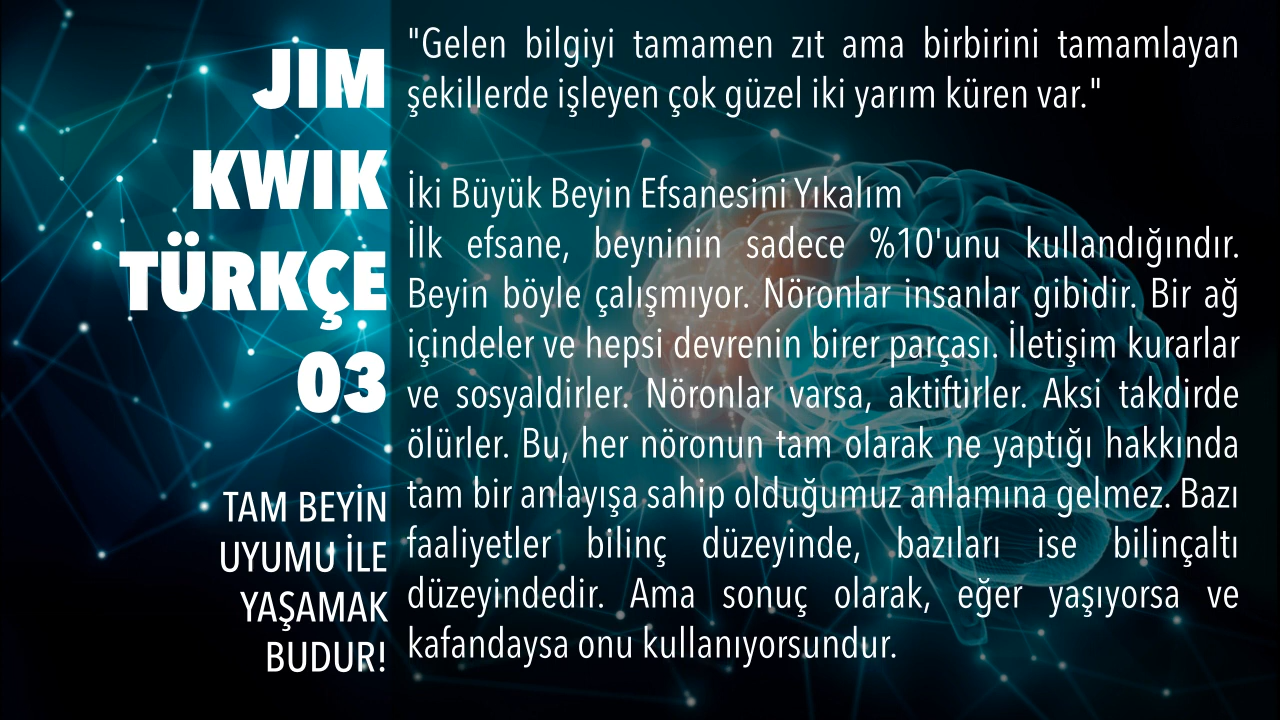 JIM
KWIK
TÜRKÇE
03
TAM BEYİN
UYUMU İLE
YAŞAMAK
BUDUR!
"Gelen bilgiyi tamamen zıt ama birbirini tamamlayan
şekillerde işleyen çok güzel iki yarım küren var."
İki Büyük Beyin Efsanesini Yıkalım
İlk efsane, beyninin sadece %10'unu kullandığındır.
Beyin böyle çalışmıyor. Nöronlar insanlar gibidir. Bir ağ
içindeler ve hepsi devrenin birer parçası. İletişim kurarlar
ve sosyaldirler. Nöronlar varsa, aktiftirler. Aksi takdirde
ölürler. Bu, her nöronun tam olarak ne yaptığı hakkında
tam bir anlayışa sahip olduğumuz anlamına gelmez. Bazı
faaliyetler bilinç düzeyinde, bazıları ise bilinçaltı
düzeyindedir. Ama sonuç olarak, eğer yaşıyorsa ve
kafandaysa onu kullanıyorsundur.